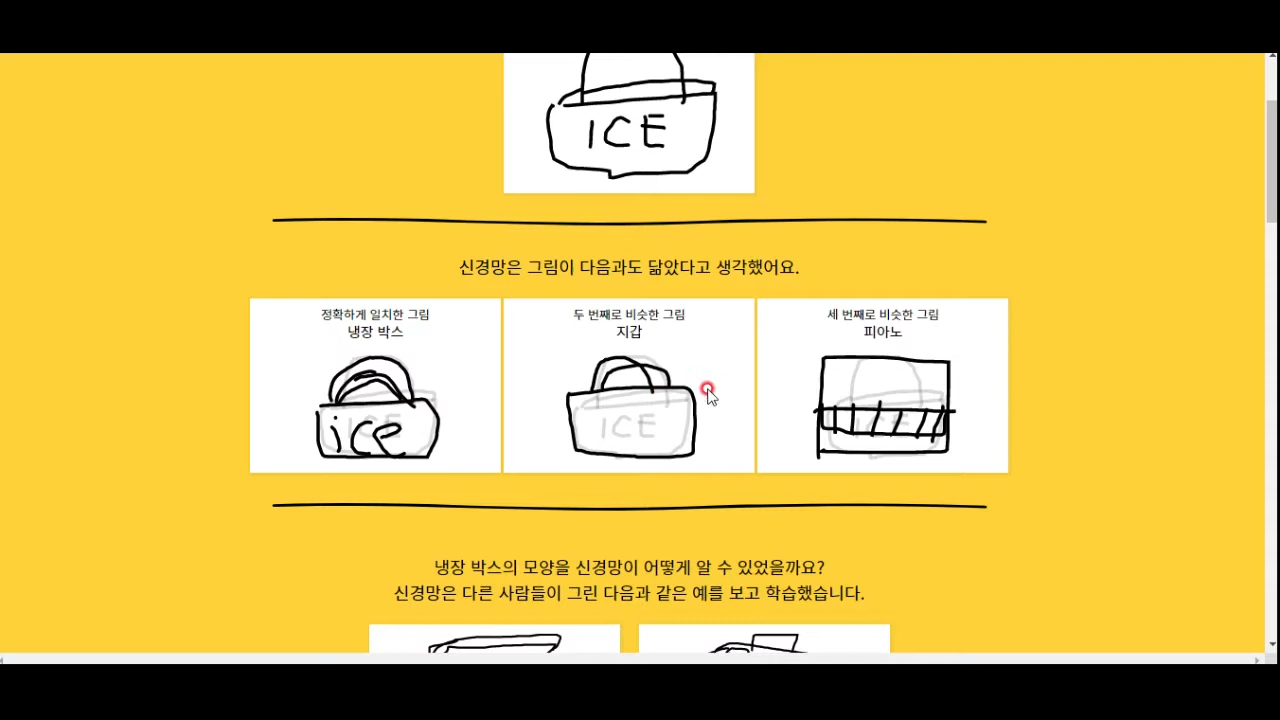 ICE
신경망은 그림이 다음과도 닮았다고 생각했어요.
정확하게 일치한 그림
냉장 박스
ice
ICE
두 번째로 비슷한 그림
지갑
ICE
세 번째로 비슷한 그림
피아노
ICE
냉장 박스의 모양을 신경망이 어떻게 알 수 있었을까요?
신경망은 다른 사람들이 그린 다음과 같은 예를 보고 학습했습니다.